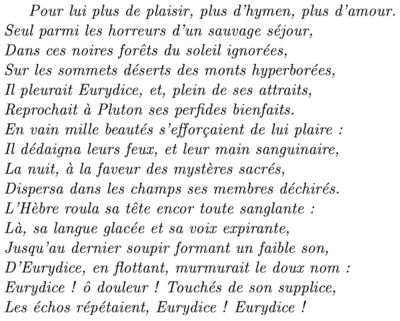 Pour lui plus de plaisir, plus d'hymen, plus d'amour.
Seul parmi les horreurs d'un sauvage séjour,
Dans ces noires forêts du soleil ignorées,
Sur les sommets déserts des monts hyperborées,
Il pleurait Eurydice, et, plein de ses attraits,
Reprochait à Pluton ses perfides bienfaits.
En vain mille beautés s'efforçaient de lui plaire :
Il dédaigna leurs feux, et leur main sanguinaire,
La nuit, à la faveur des mystères sacrés,
Dispersa dans les champs ses membres déchirés.
L'Hèbre roula sa tête encor toute sanglante :
Là, sa langue glacée et sa voix expirante,
Jusqu'au dernier soupir formant un faible son,
D'Eurydice, en flottant, murmurait le doux nom :
Eurydice ! ô douleur ! Touchés de son supplice,
Les échos répétaient, Eurydice ! Eurydice !